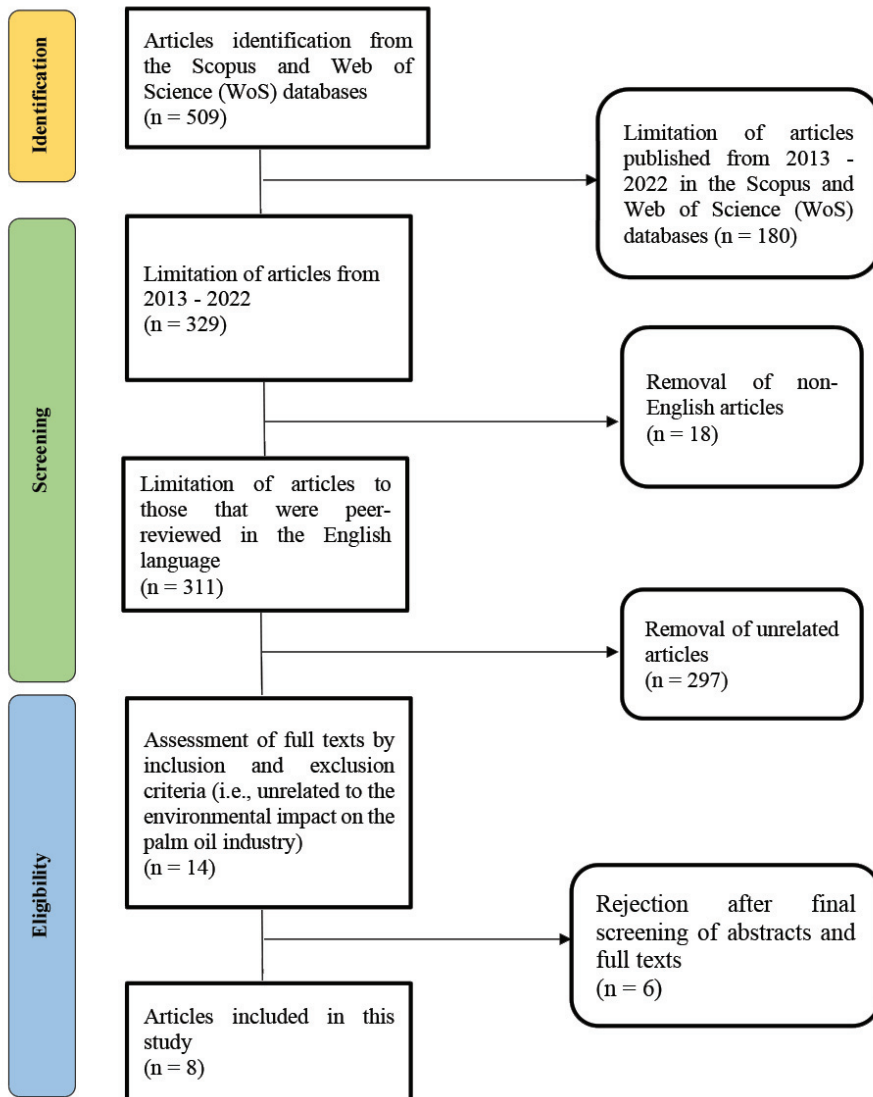 Identification
Articles identification from
the Scopus and Web of
Science (WoS) databases
(n = 509)
Limitation of articles
published from 2013 -
2022 in the Scopus and
Web of Science (WoS)
databases (n = 180)
Screening
Limitation of articles from
2013 - 2022
(n = 329)
Removal of non-
English articles
(n = 18)
Limitation of articles to
those that were peer-
reviewed in the English
language
(n = 311)
Removal of unrelated
articles
(n = 297)
Eligibility
Assessment of full texts by
inclusion and exclusion
criteria (i.e., unrelated to the
environmental impact on the
palm oil industry)
(n = 14)
Rejection after final
screening of abstracts and
full texts
(n = 6)
Articles included in this
study
(n = 8)